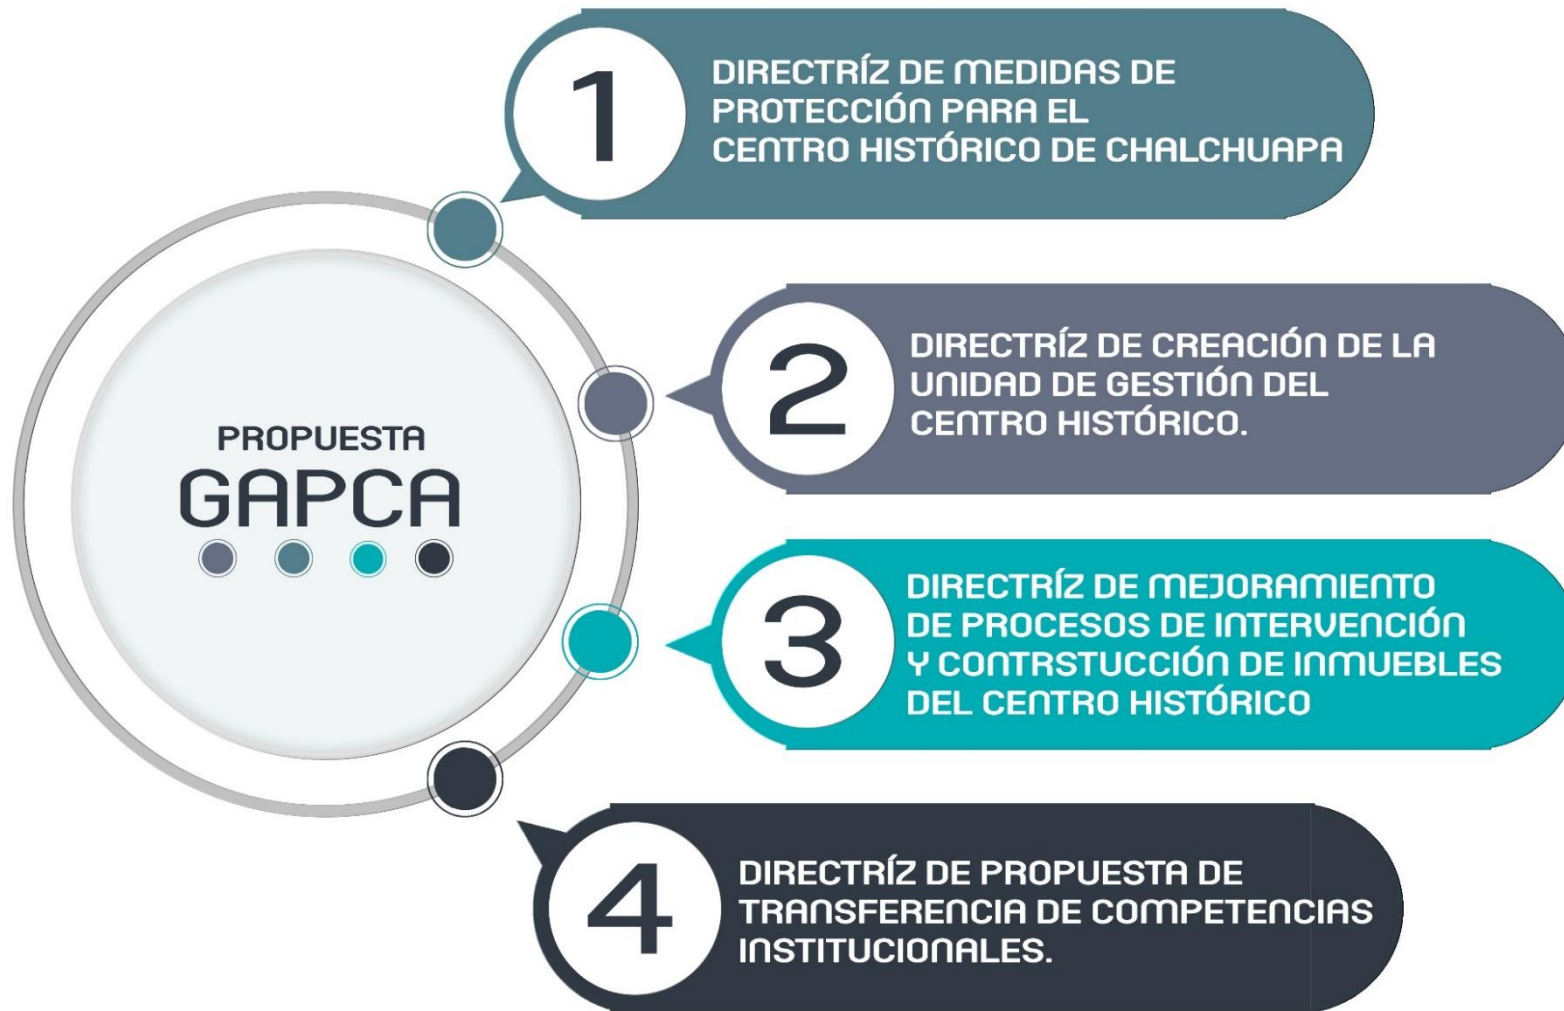 PROPUESTA
GAPCA
1
DIRECTRÍZ DE MEDIDAS DE
PROTECCIÓN PARA EL
CENTRO HISTÓRICO DE CHALCHUAPA
2
DIRECTRÍZ DE CREACIÓN DE LA
UNIDAD DE GESTIÓN DEL
CENTRO HISTÓRICO.
3
DIRECTRÍZ DE MEJORAMIENTO
DE PROCESOS DE INTERVENCIÓN
Y CONTRSTUCCIÓN DE INMUEBLES
DEL CENTRO HISTÓRICO
4
DIRECTRÍZ DE PROPUESTA DE
TRANSFERENCIA DE COMPETENCIAS
INSTITUCIONALES.